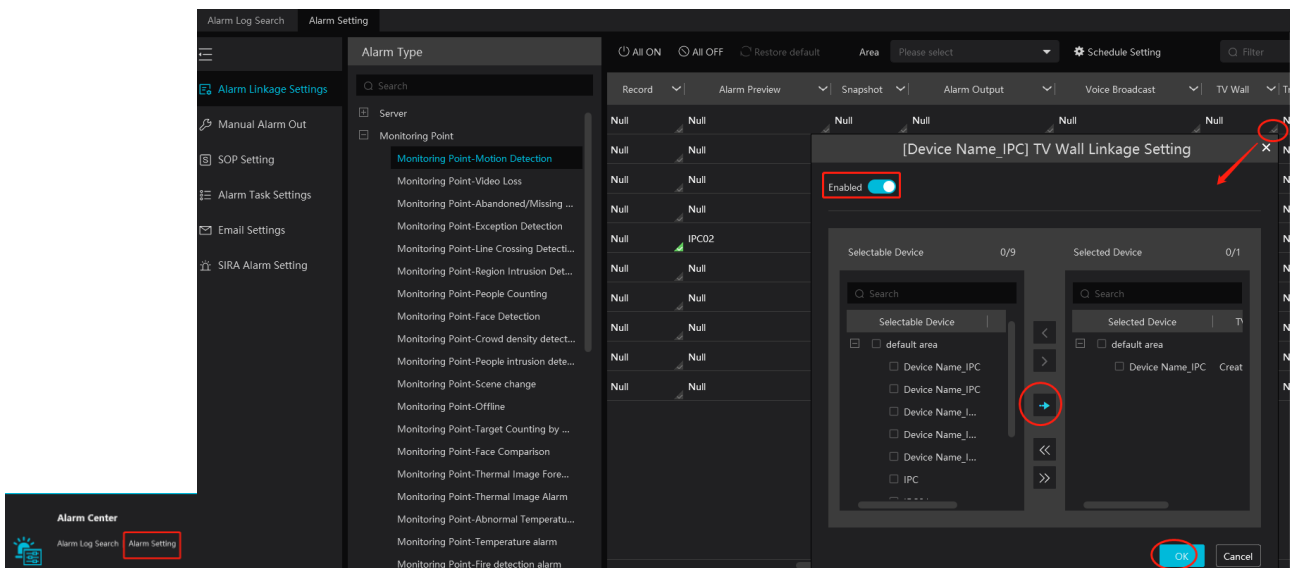 Alarm Log Search Alarm Setting
Alarm Linkage Settings
Manual Alarm Out
SOP Setting
Alarm Task Settings
Email Settings
SIRA Alarm Setting
Alarm Type
Search
Server
Monitoring Point
Monitoring Point-Motion Detection
Monitoring Point-Video Loss
Monitoring Point-Abandoned/Missing ...
Monitoring Point-Exception Detection
Monitoring Point-Line Crossing Detecti...
Monitoring Point-Region Intrusion Det...
Monitoring Point-People Counting
Monitoring Point-Face Detection
Monitoring Point-Crowd density detect...
Monitoring Point-People intrusion dete...
Monitoring Point-Scene change
Monitoring Point-Offline
Monitoring Point-Target Counting by ...
Monitoring Point-Face Comparison
Monitoring Point-Thermal Image Fore...
Monitoring Point-Thermal Image Alarm
Monitoring Point-Abnormal Temperatu...
Monitoring Point-Temperature alarm
Monitoring Point-Fire detection alarm
All ON All OFF Restore default Area Please select Schedule Setting Filter
Record Alarm Preview Snapshot Alarm Output Voice Broadcast TV Wall
Null Null Null Null Null Null
Null Null
Null Null
Null Null
Null IPC02
Null Null
Null Null
Null Null
Null Null
Null Null
[Device Name_IPC] TV Wall Linkage Setting
Enabled
Selectable Device 0/9
Search
Selectable Device
default area
Device Name_IPC
Device Name_IPC
Device Name_I...
Device Name_I...
Device Name_I...
IPC
Selected Device 0/1
Search
Selected Device
default area
Device Name_IPC Creat
OK Cancel
Alarm Center
Alarm Log Search Alarm Setting